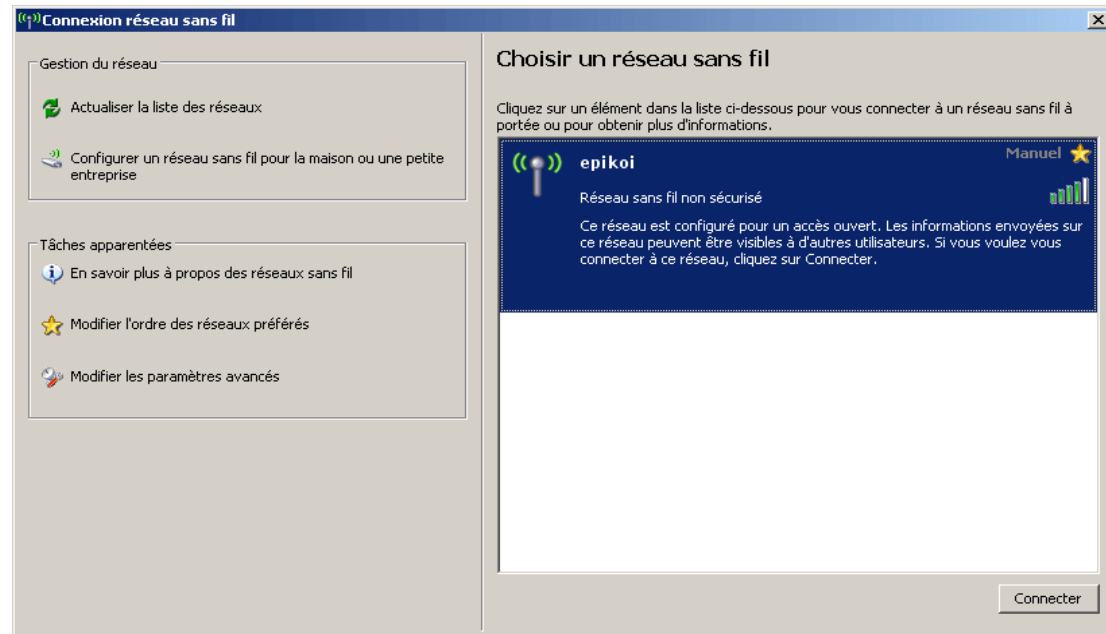 Connexion réseau sans fil
Gestion du réseau
Actualiser la liste des réseaux
Configurer un réseau sans fil pour la maison ou une petite
entreprise
Tâches apparentées
En savoir plus à propos des réseaux sans fil
Modifier l'ordre des réseaux préférés
Modifier les paramètres avancés
Choisir un réseau sans fil
Cliquez sur un élément dans la liste ci-dessous pour vous connecter à un réseau sans fil à
portée ou pour obtenir plus d'informations.
epikoi
Manuel
Réseau sans fil non sécurisé
Ce réseau est configuré pour un accès ouvert. Les informations envoyées sur
ce réseau peuvent être visibles à d'autres utilisateurs. Si vous voulez vous
connecter à ce réseau, cliquez sur Connecter.
Connecter